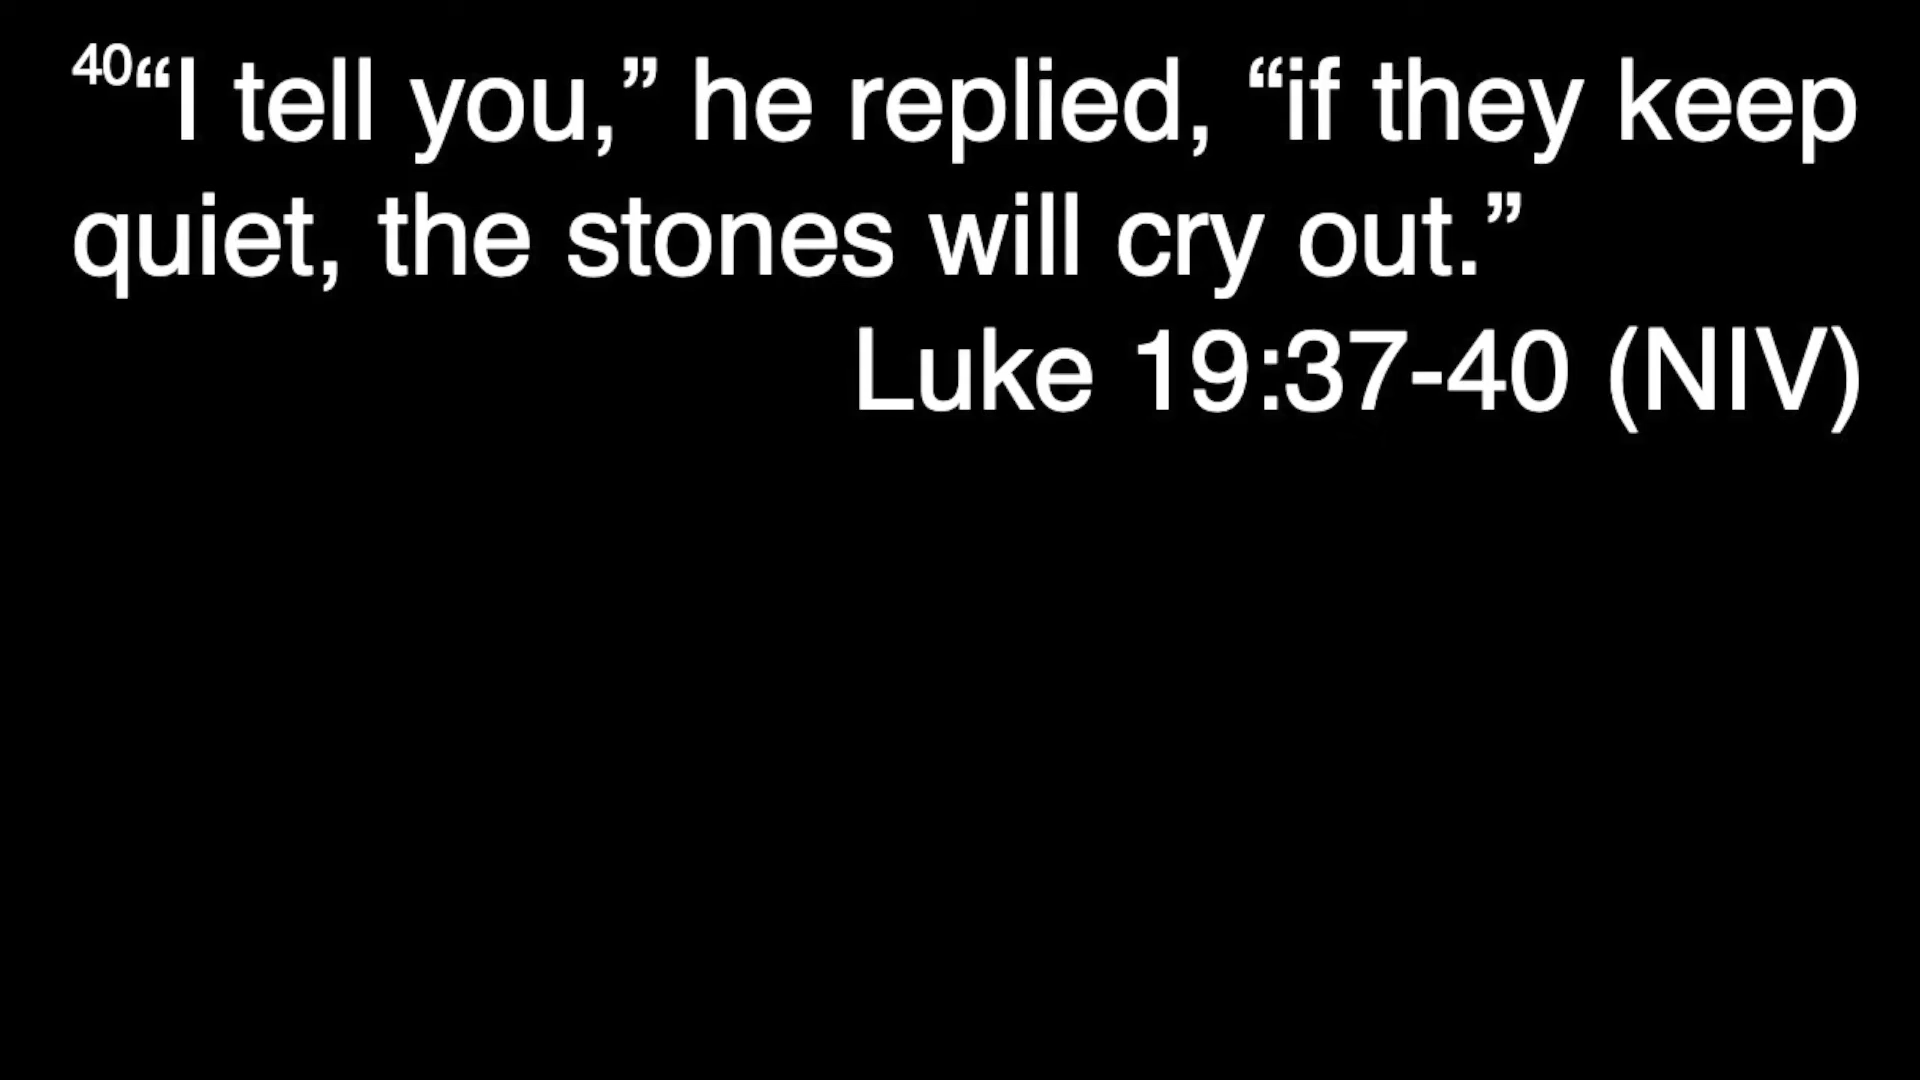 40“I tell you,” he replied, “if they keep
quiet, the stones will cry out.”
Luke 19:37-40 (NIV)